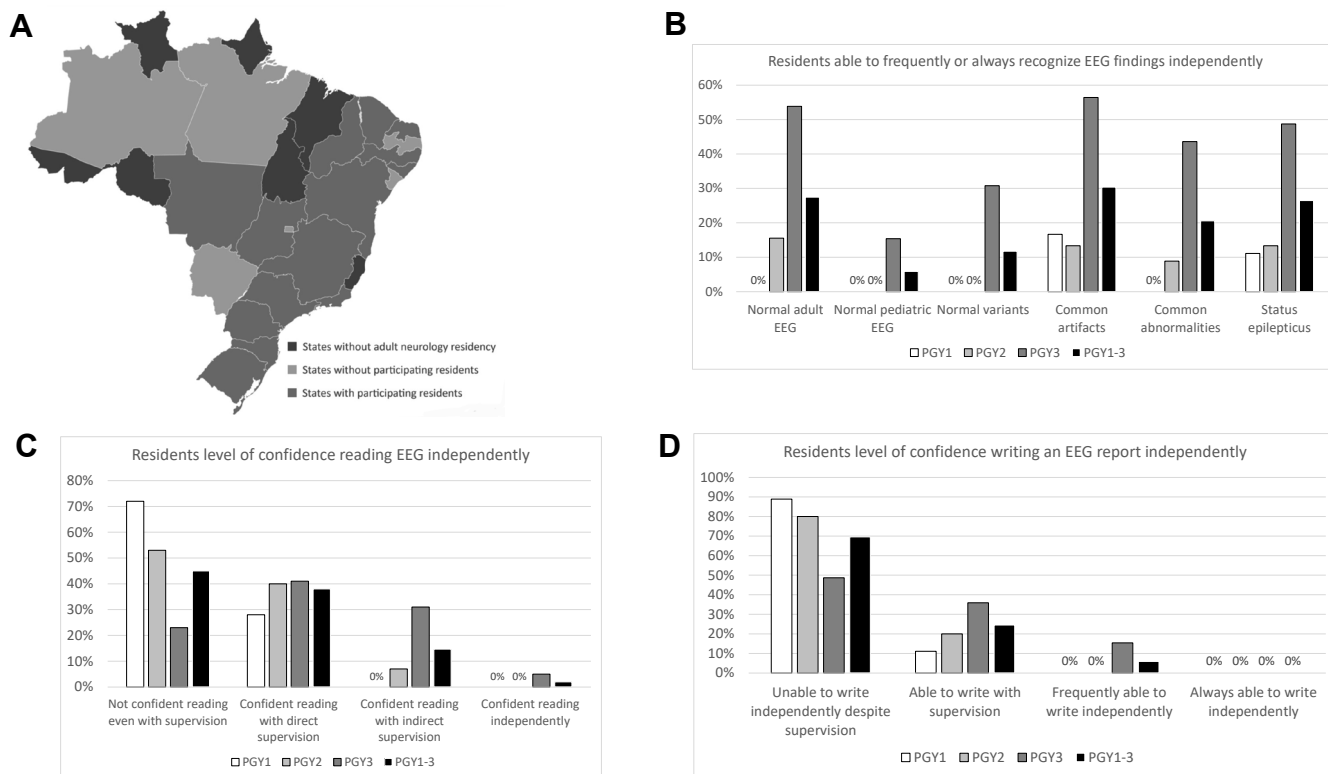 A
States without adult neurology residency
States without participating residents
States with participating residents
B
Residents able to frequently or always recognize EEG findings independently
60%
50%
40%
30%
20%
10%
0%
0%
0% 0%
0% 0%
0%
Normal adult
EEG
Normal pediatric
EEG
Normal variants
Common
artifacts
Common
abnormalities
Status
epilepticus
PGY1 PGY2 PGY3 PGY1-3
C
Residents level of confidence reading EEG independently
80%
70%
60%
50%
40%
30%
20%
10%
0%
0%
0% 0%
Not confident reading
even with supervision
Confident reading
with direct
supervision
Confident reading
with indirect
supervision
Confident reading
independently
PGY1 PGY2 PGY3 PGY1-3
D
Residents level of confidence writing an EEG report independently
100%
90%
80%
70%
60%
50%
40%
30%
20%
10%
0%
0% 0%
0% 0% 0% 0%
Unable to write
independently despite
supervision
Able to write with
supervision
Frequently able to
write independently
Always able to write
independently
PGY1 PGY2 PGY3 PGY1-3